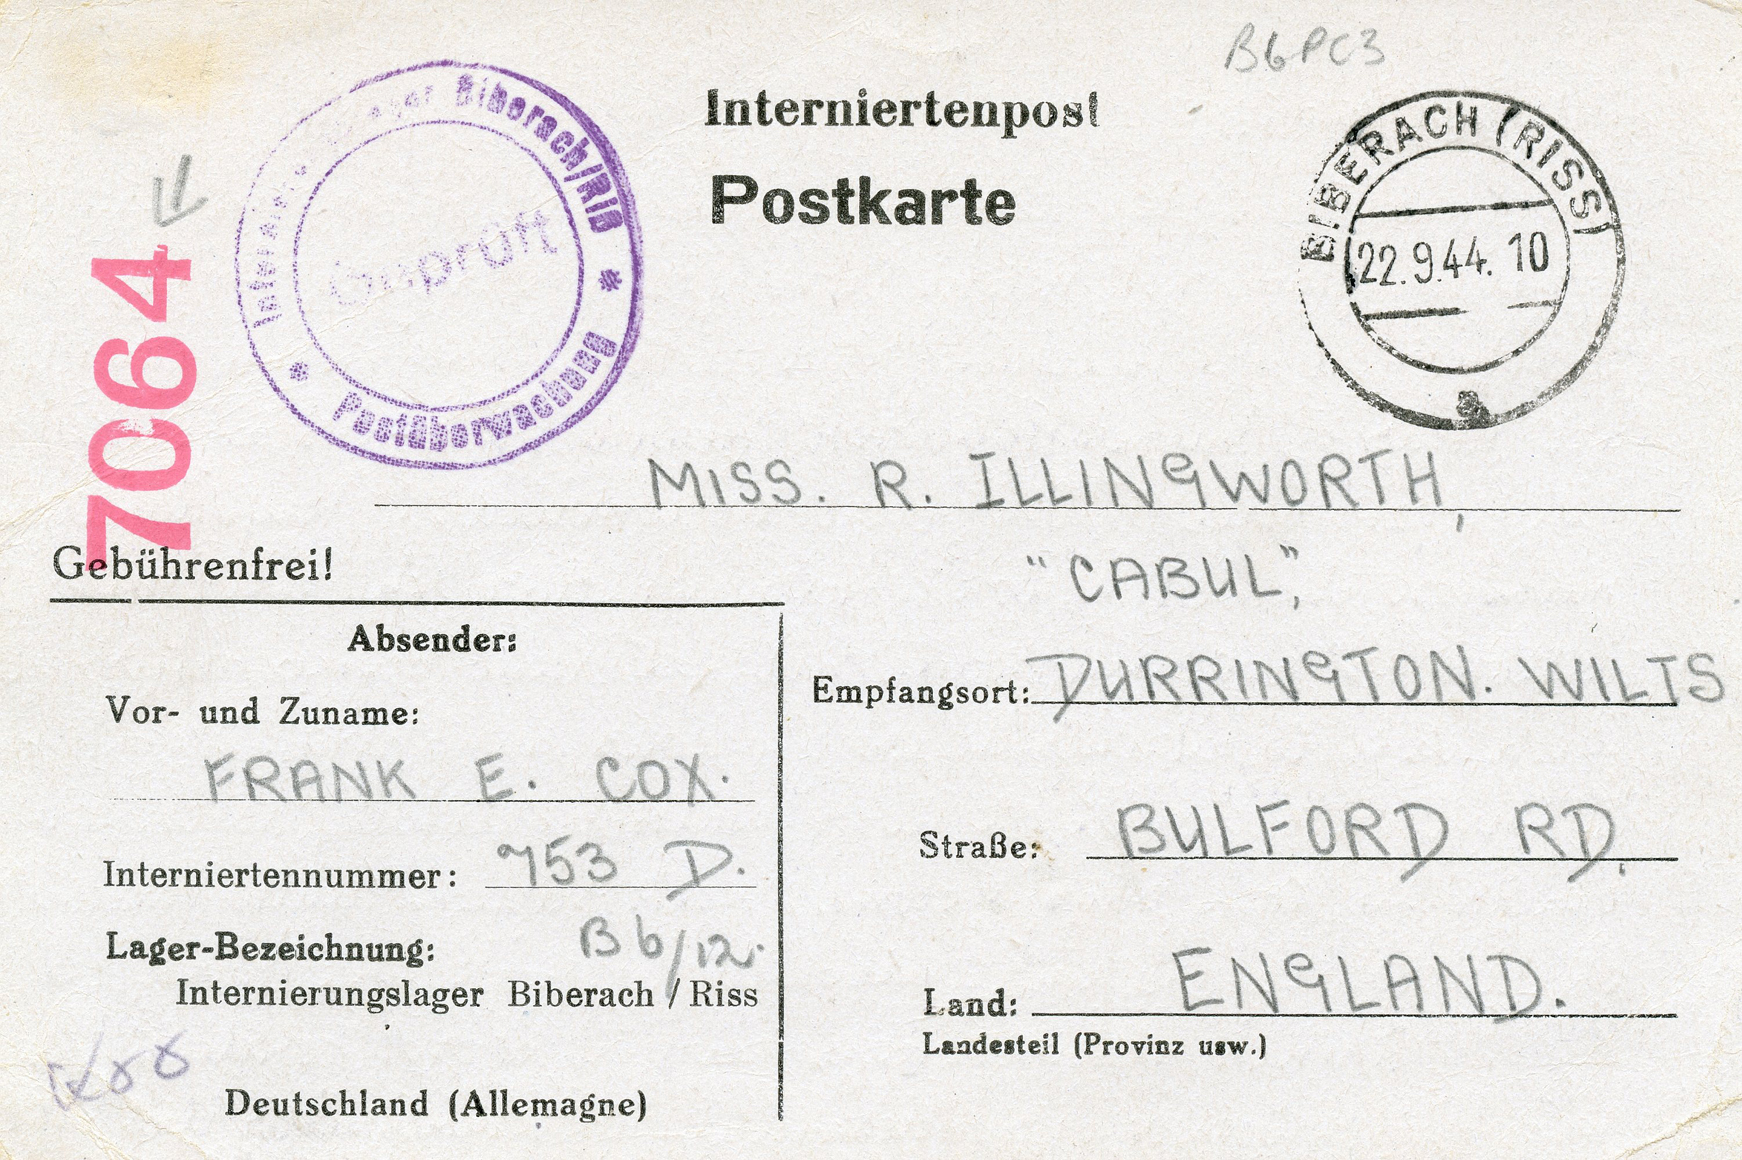 B6PC3
Interniertenpost
Postkarte
Biberach/Riß
Postüberwachung
Geprüft
BIBERACH (RISS)
22.9.44. 10
a
7064
MISS. R. ILLINGWORTH,
"CABUL",
Gebührenfrei!
Absender:
Vor- und Zuname:
FRANK E. COX.
Interniertennummer: 753 D.
Lager-Bezeichnung: B6/12.
Internierungslager Biberach / Riss
Deutschland (Allemagne)
Empfangsort: DURRINGTON. WILTS
Straße: BULFORD RD.
Land: ENGLAND.
Landesteil (Provinz usw.)